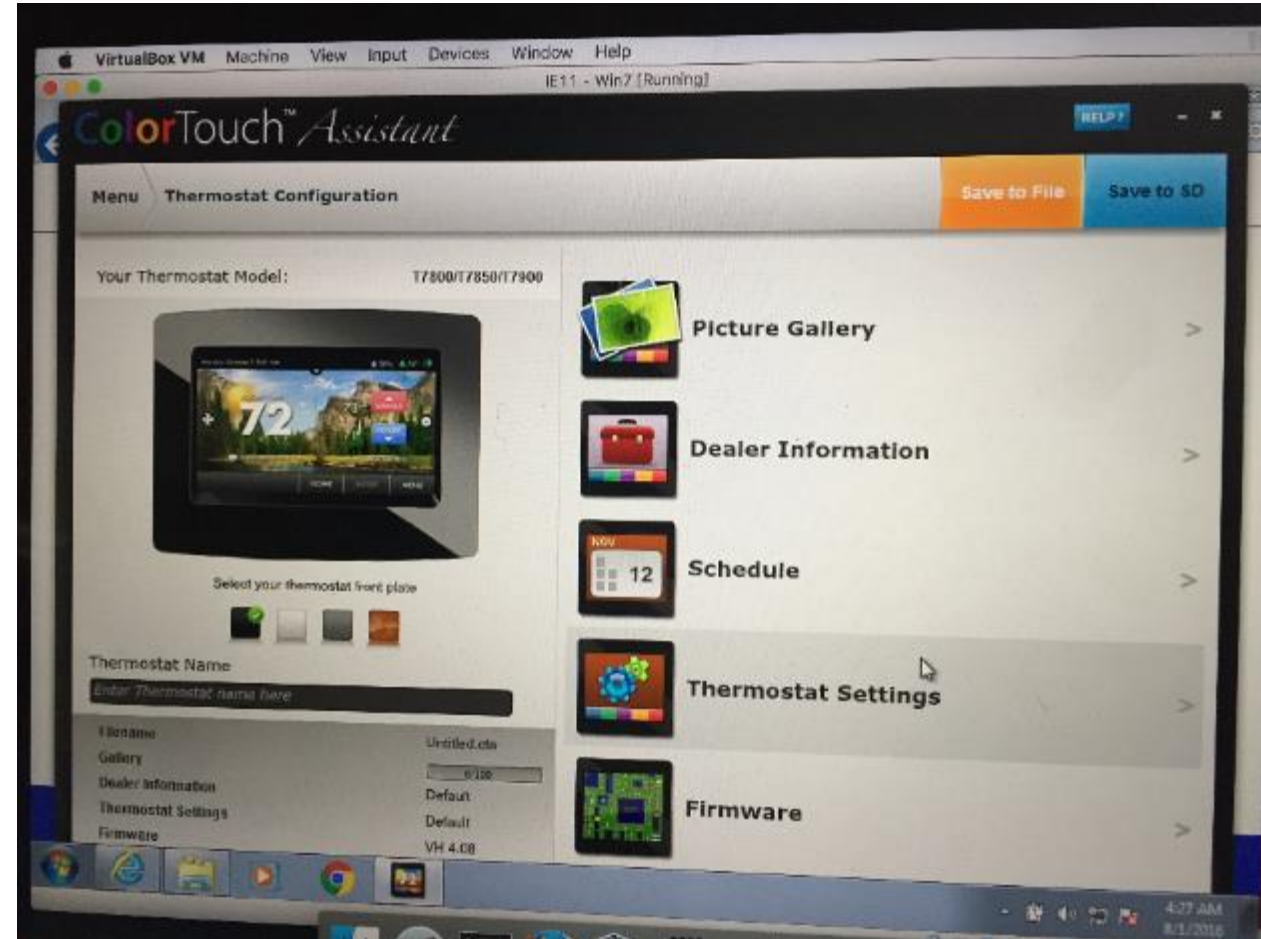 VirtualBox VM Machine View Input Devices Window Help
IE11 - Win7 [Running]
ColorTouch™ Assistant
HELP?
Menu Thermostat Configuration
Save to File
Save to SD
Your Thermostat Model: T7800/T7850/T7900
72
HOME
MENU
Select your thermostat front plate
Thermostat Name
Enter Thermostat name here
Filename Untitled.cta
Gallery 0/100
Dealer Information Default
Thermostat Settings Default
Firmware VH 4.08
Picture Gallery >
Dealer Information >
NOV
12
Schedule >
Thermostat Settings >
Firmware >
4:27 AM
8/1/2016